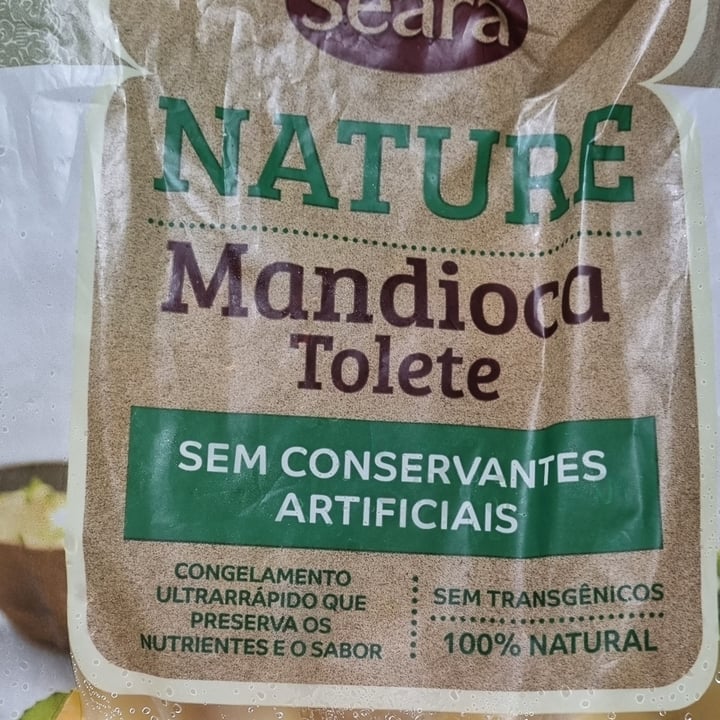 Seara
NATURE
Mandioca
Tolete
SEM CONSERVANTES
ARTIFICIAIS
CONGELAMENTO
ULTRARRÁPIDO QUE
PRESERVA OS
NUTRIENTES E O SABOR
SEM TRANSGÊNICOS
100% NATURAL